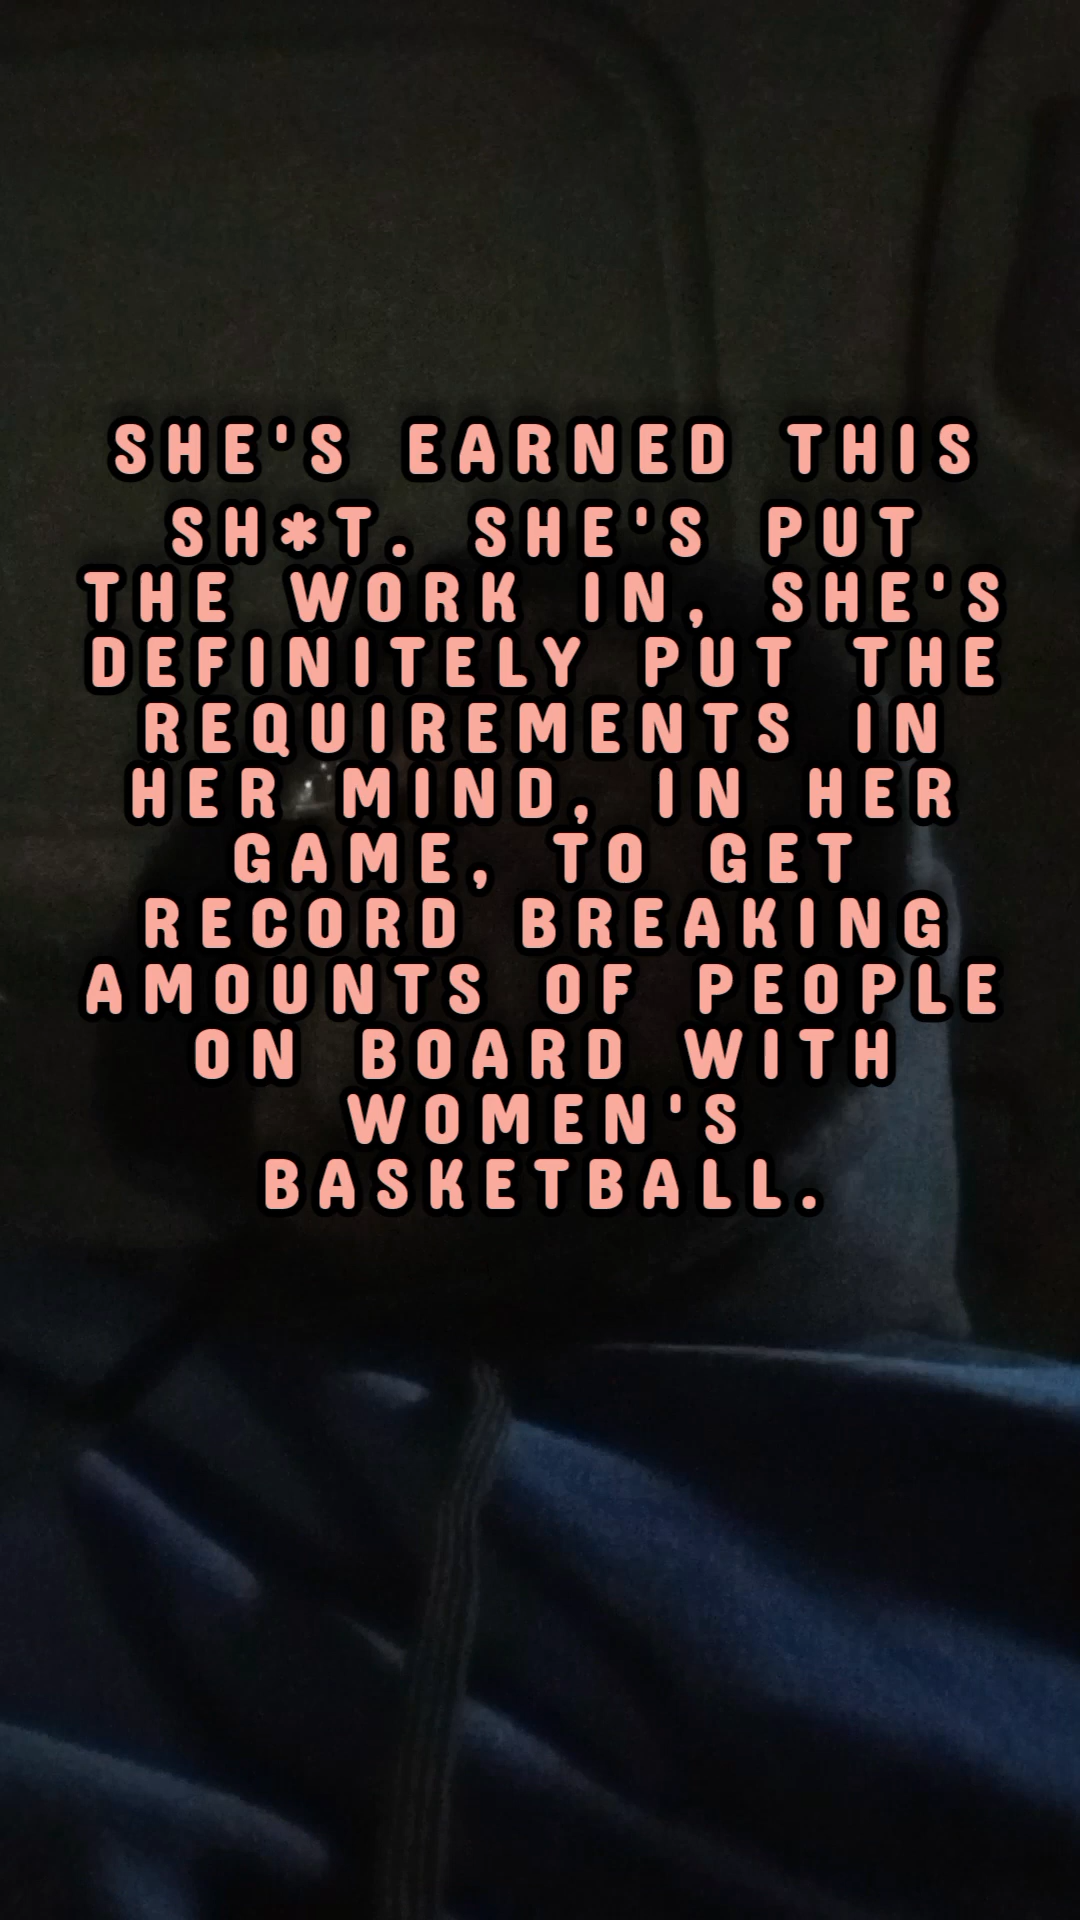 SHE'S EARNED THIS
SH*T. SHE'S PUT
THE WORK IN, SHE'S
DEFINITELY PUT THE
REQUIREMENTS IN
HER MIND, IN HER
GAME, TO GET
RECORD BREAKING
AMOUNTS OF PEOPLE
ON BOARD WITH
WOMEN'S
BASKETBALL.